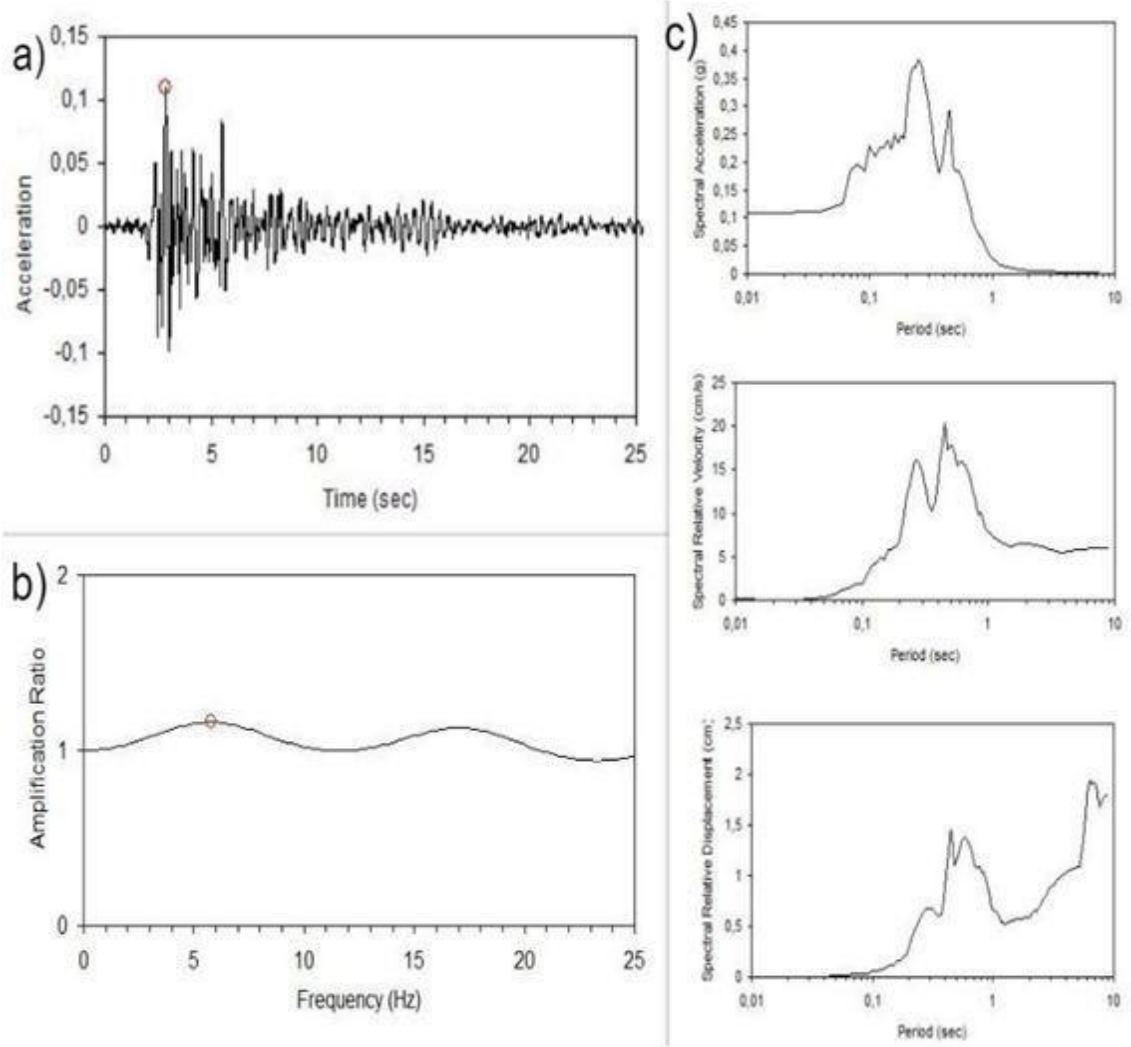 a)
Acceleration
0,15
0,1
0,05
0
-0,05
-0,1
-0,15
0 5 10 15 20 25
Time (sec)
b)
Amplification Ratio
2
1
0
0 5 10 15 20 25
Frequency (Hz)
c)
Spectral Acceleration (g)
0,45
0,4
0,35
0,3
0,25
0,2
0,15
0,1
0,05
0
0,01 0,1 1 10
Period (sec)
Spectral Relative Velocity (cm/s)
25
20
15
10
5
0
0,01 0,1 1 10
Period (sec)
Spectral Relative Displacement (cm
2,5
2
1,5
1
0,5
0
0,01 0,1 1 10
Period (sec)